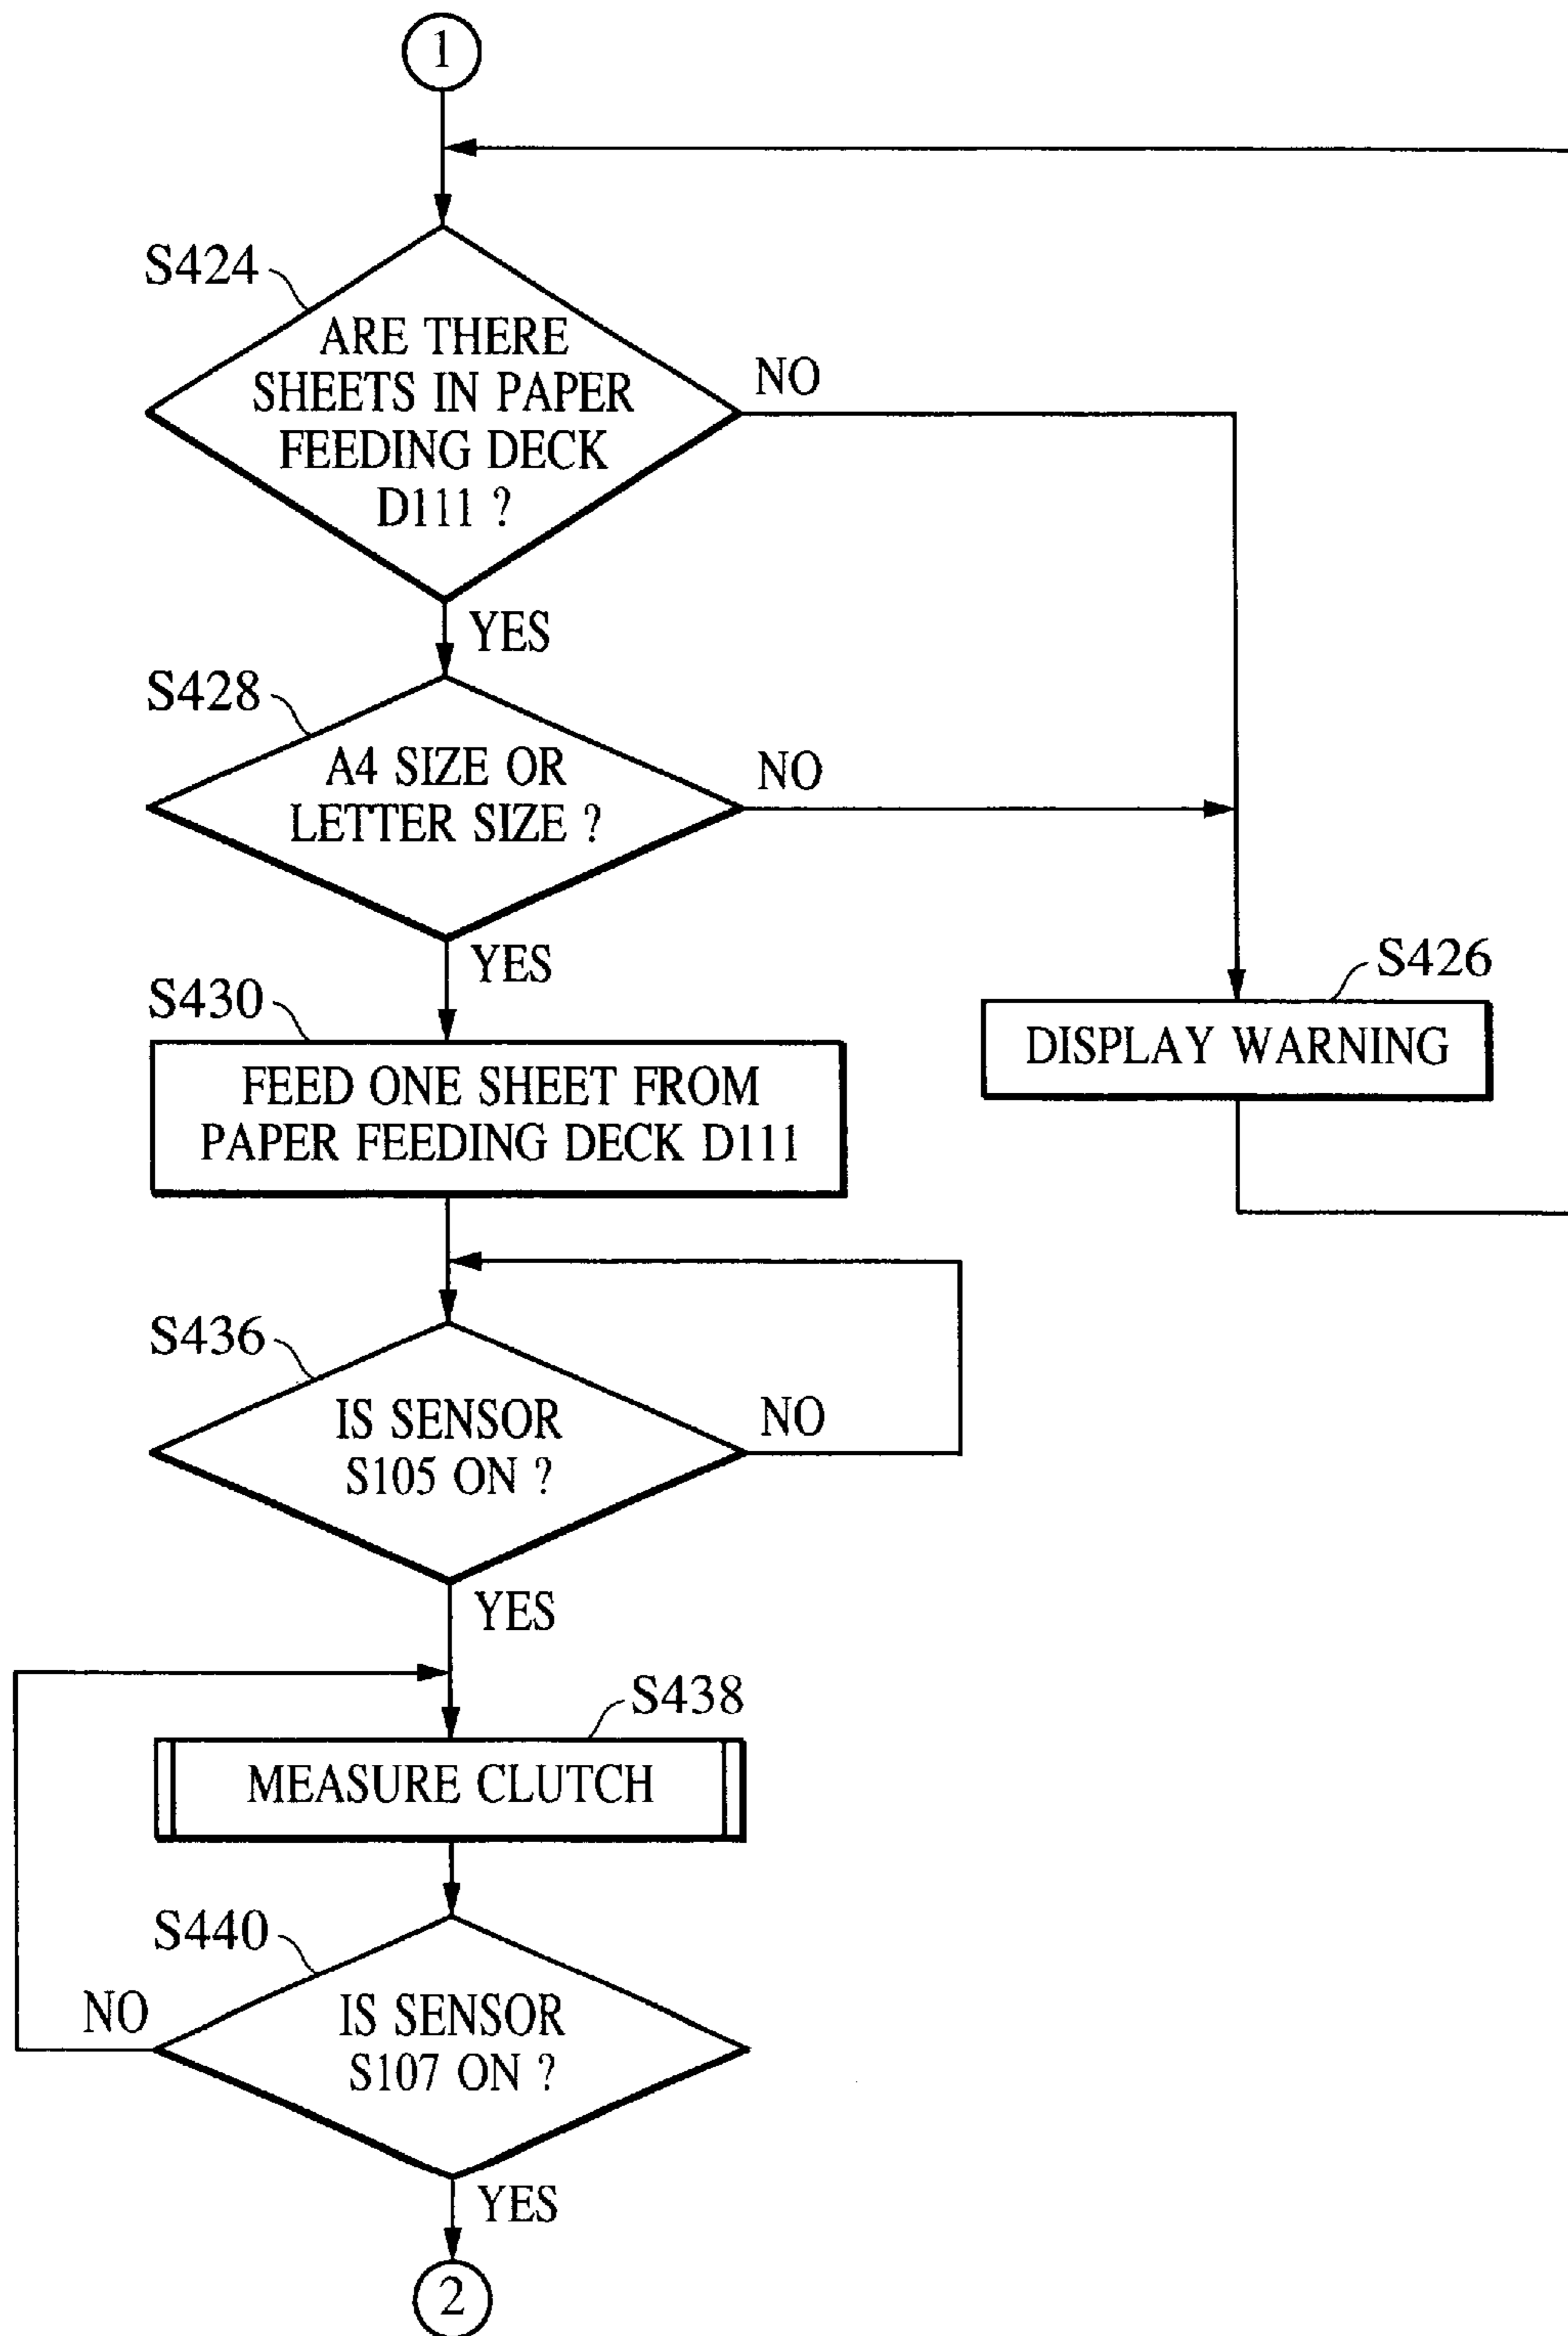 1
S424
ARE THERE
SHEETS IN PAPER
FEEDING DECK
D111 ?
NO
YES
S428
A4 SIZE OR
LETTER SIZE ?
NO
YES
S426
DISPLAY WARNING
S430
FEED ONE SHEET FROM
PAPER FEEDING DECK D111
S436
IS SENSOR
S105 ON ?
NO
YES
S438
MEASURE CLUTCH
S440
IS SENSOR
S107 ON ?
NO
YES
2